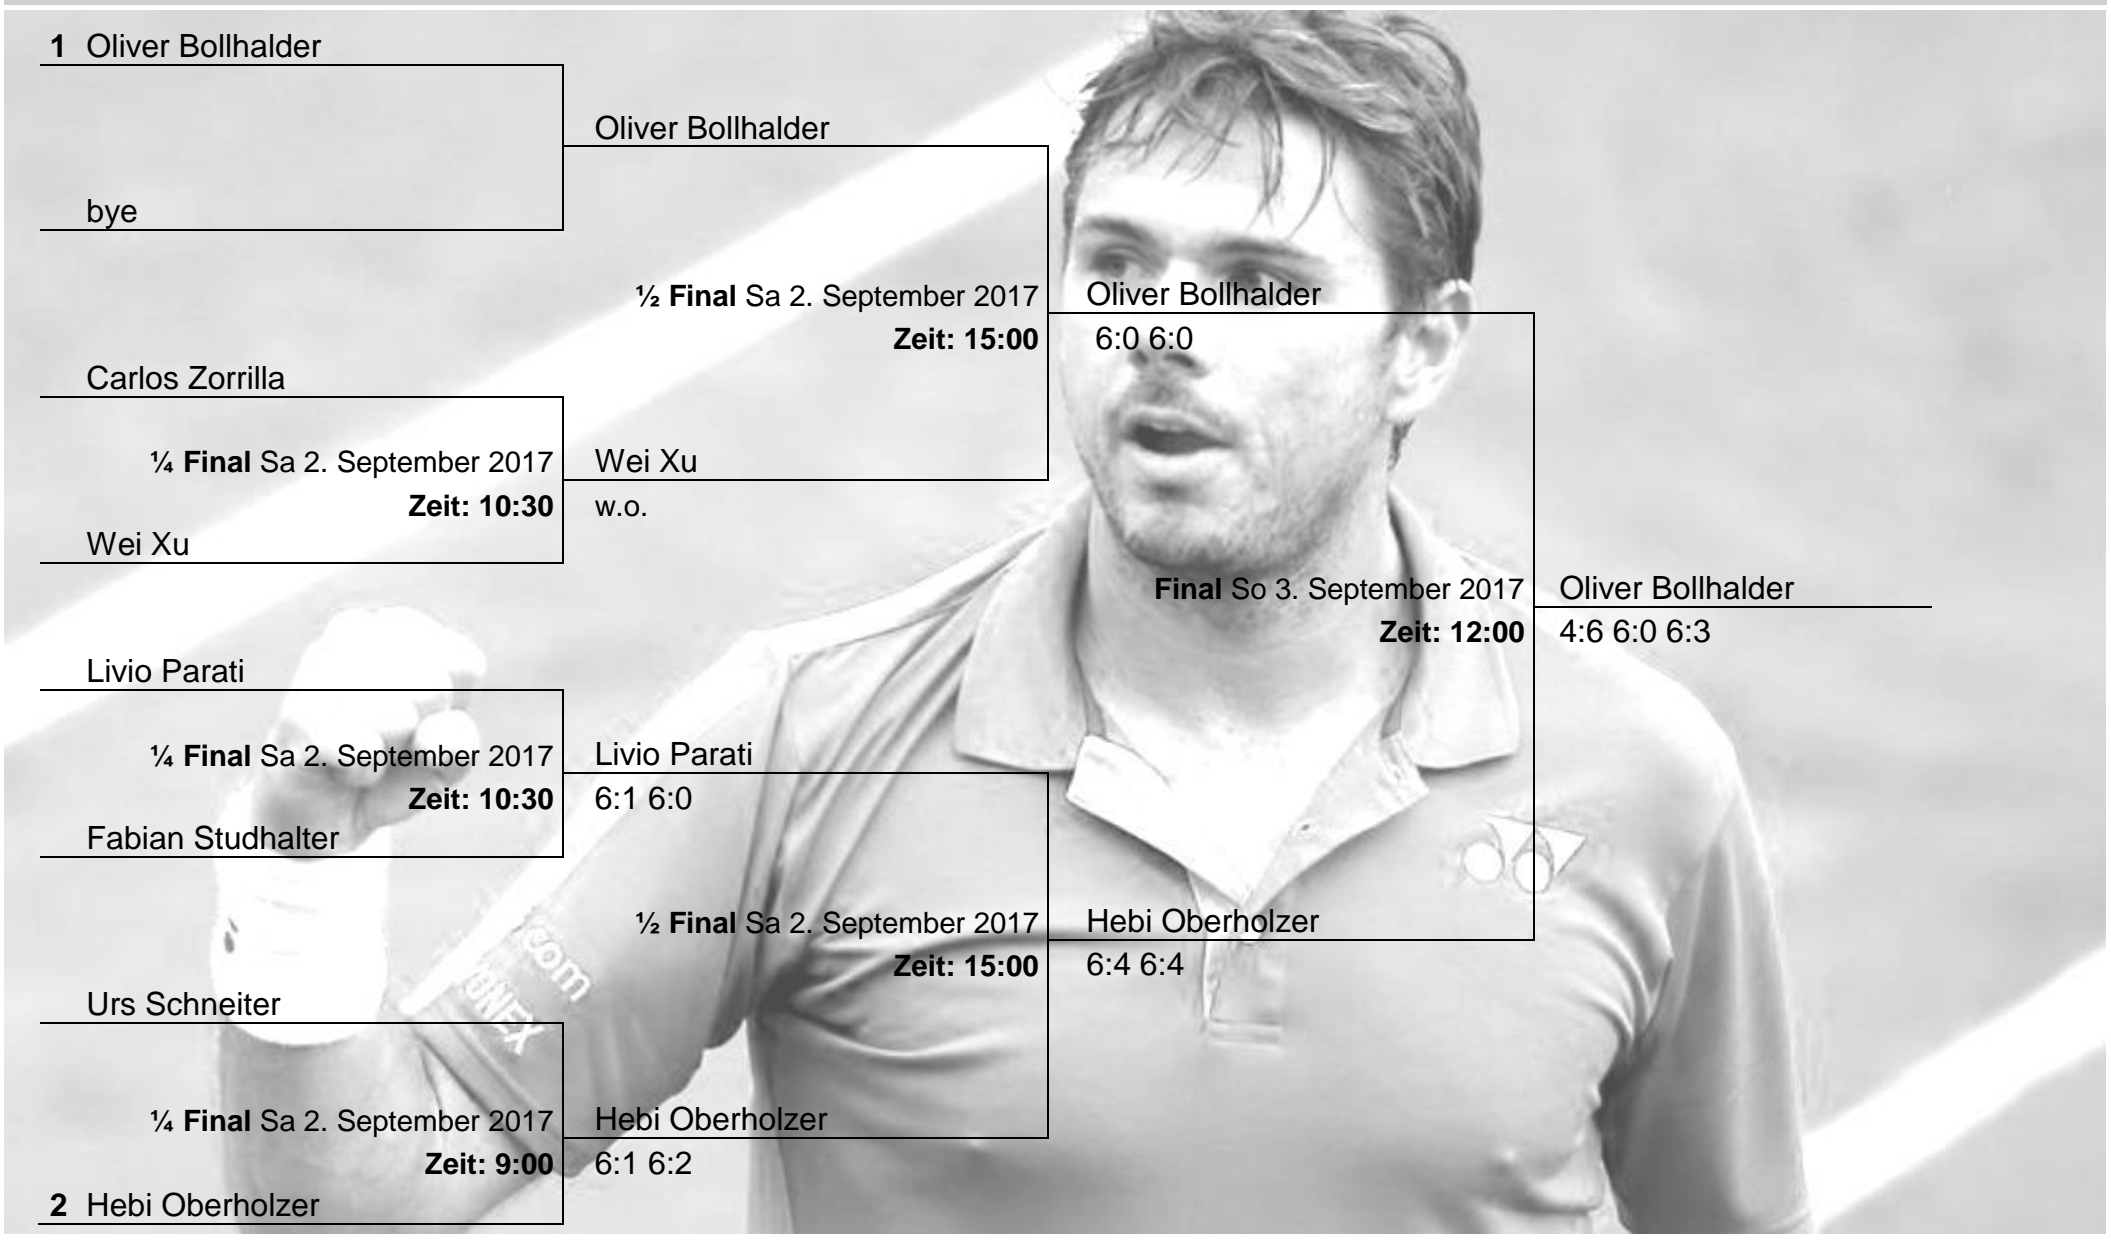 1 Oliver Bollhalder
Oliver Bollhalder
bye
½ Final Sa 2. September 2017
Zeit: 15:00
Oliver Bollhalder
6:0 6:0
Carlos Zorrilla
¼ Final Sa 2. September 2017
Zeit: 10:30
Wei Xu
w.o.
Wei Xu
Final So 3. September 2017
Zeit: 12:00
Oliver Bollhalder
4:6 6:0 6:3
Livio Parati
¼ Final Sa 2. September 2017
Zeit: 10:30
Livio Parati
6:1 6:0
Fabian Studhalter
½ Final Sa 2. September 2017
Zeit: 15:00
Hebi Oberholzer
6:4 6:4
.com
YONEX
Urs Schneiter
¼ Final Sa 2. September 2017
Zeit: 9:00
Hebi Oberholzer
6:1 6:2
2 Hebi Oberholzer